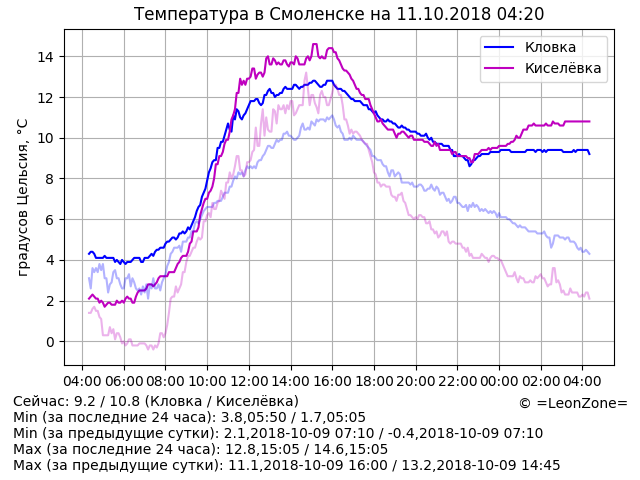 Температура в Смоленске на 11.10.2018 04:20
Кловка
Киселёвка
градусов Цельсия, °C
14
12
10
8
6
4
2
0
04:00 06:00 08:00 10:00 12:00 14:00 16:00 18:00 20:00 22:00 00:00 02:00 04:00
Сейчас: 9.2 / 10.8 (Кловка / Киселёвка)
© =LeonZone=
Min (за последние 24 часа): 3.8,05:50 / 1.7,05:05
Min (за предыдущие сутки): 2.1,2018-10-09 07:10 / -0.4,2018-10-09 07:10
Max (за последние 24 часа): 12.8,15:05 / 14.6,15:05
Max (за предыдущие сутки): 11.1,2018-10-09 16:00 / 13.2,2018-10-09 14:45